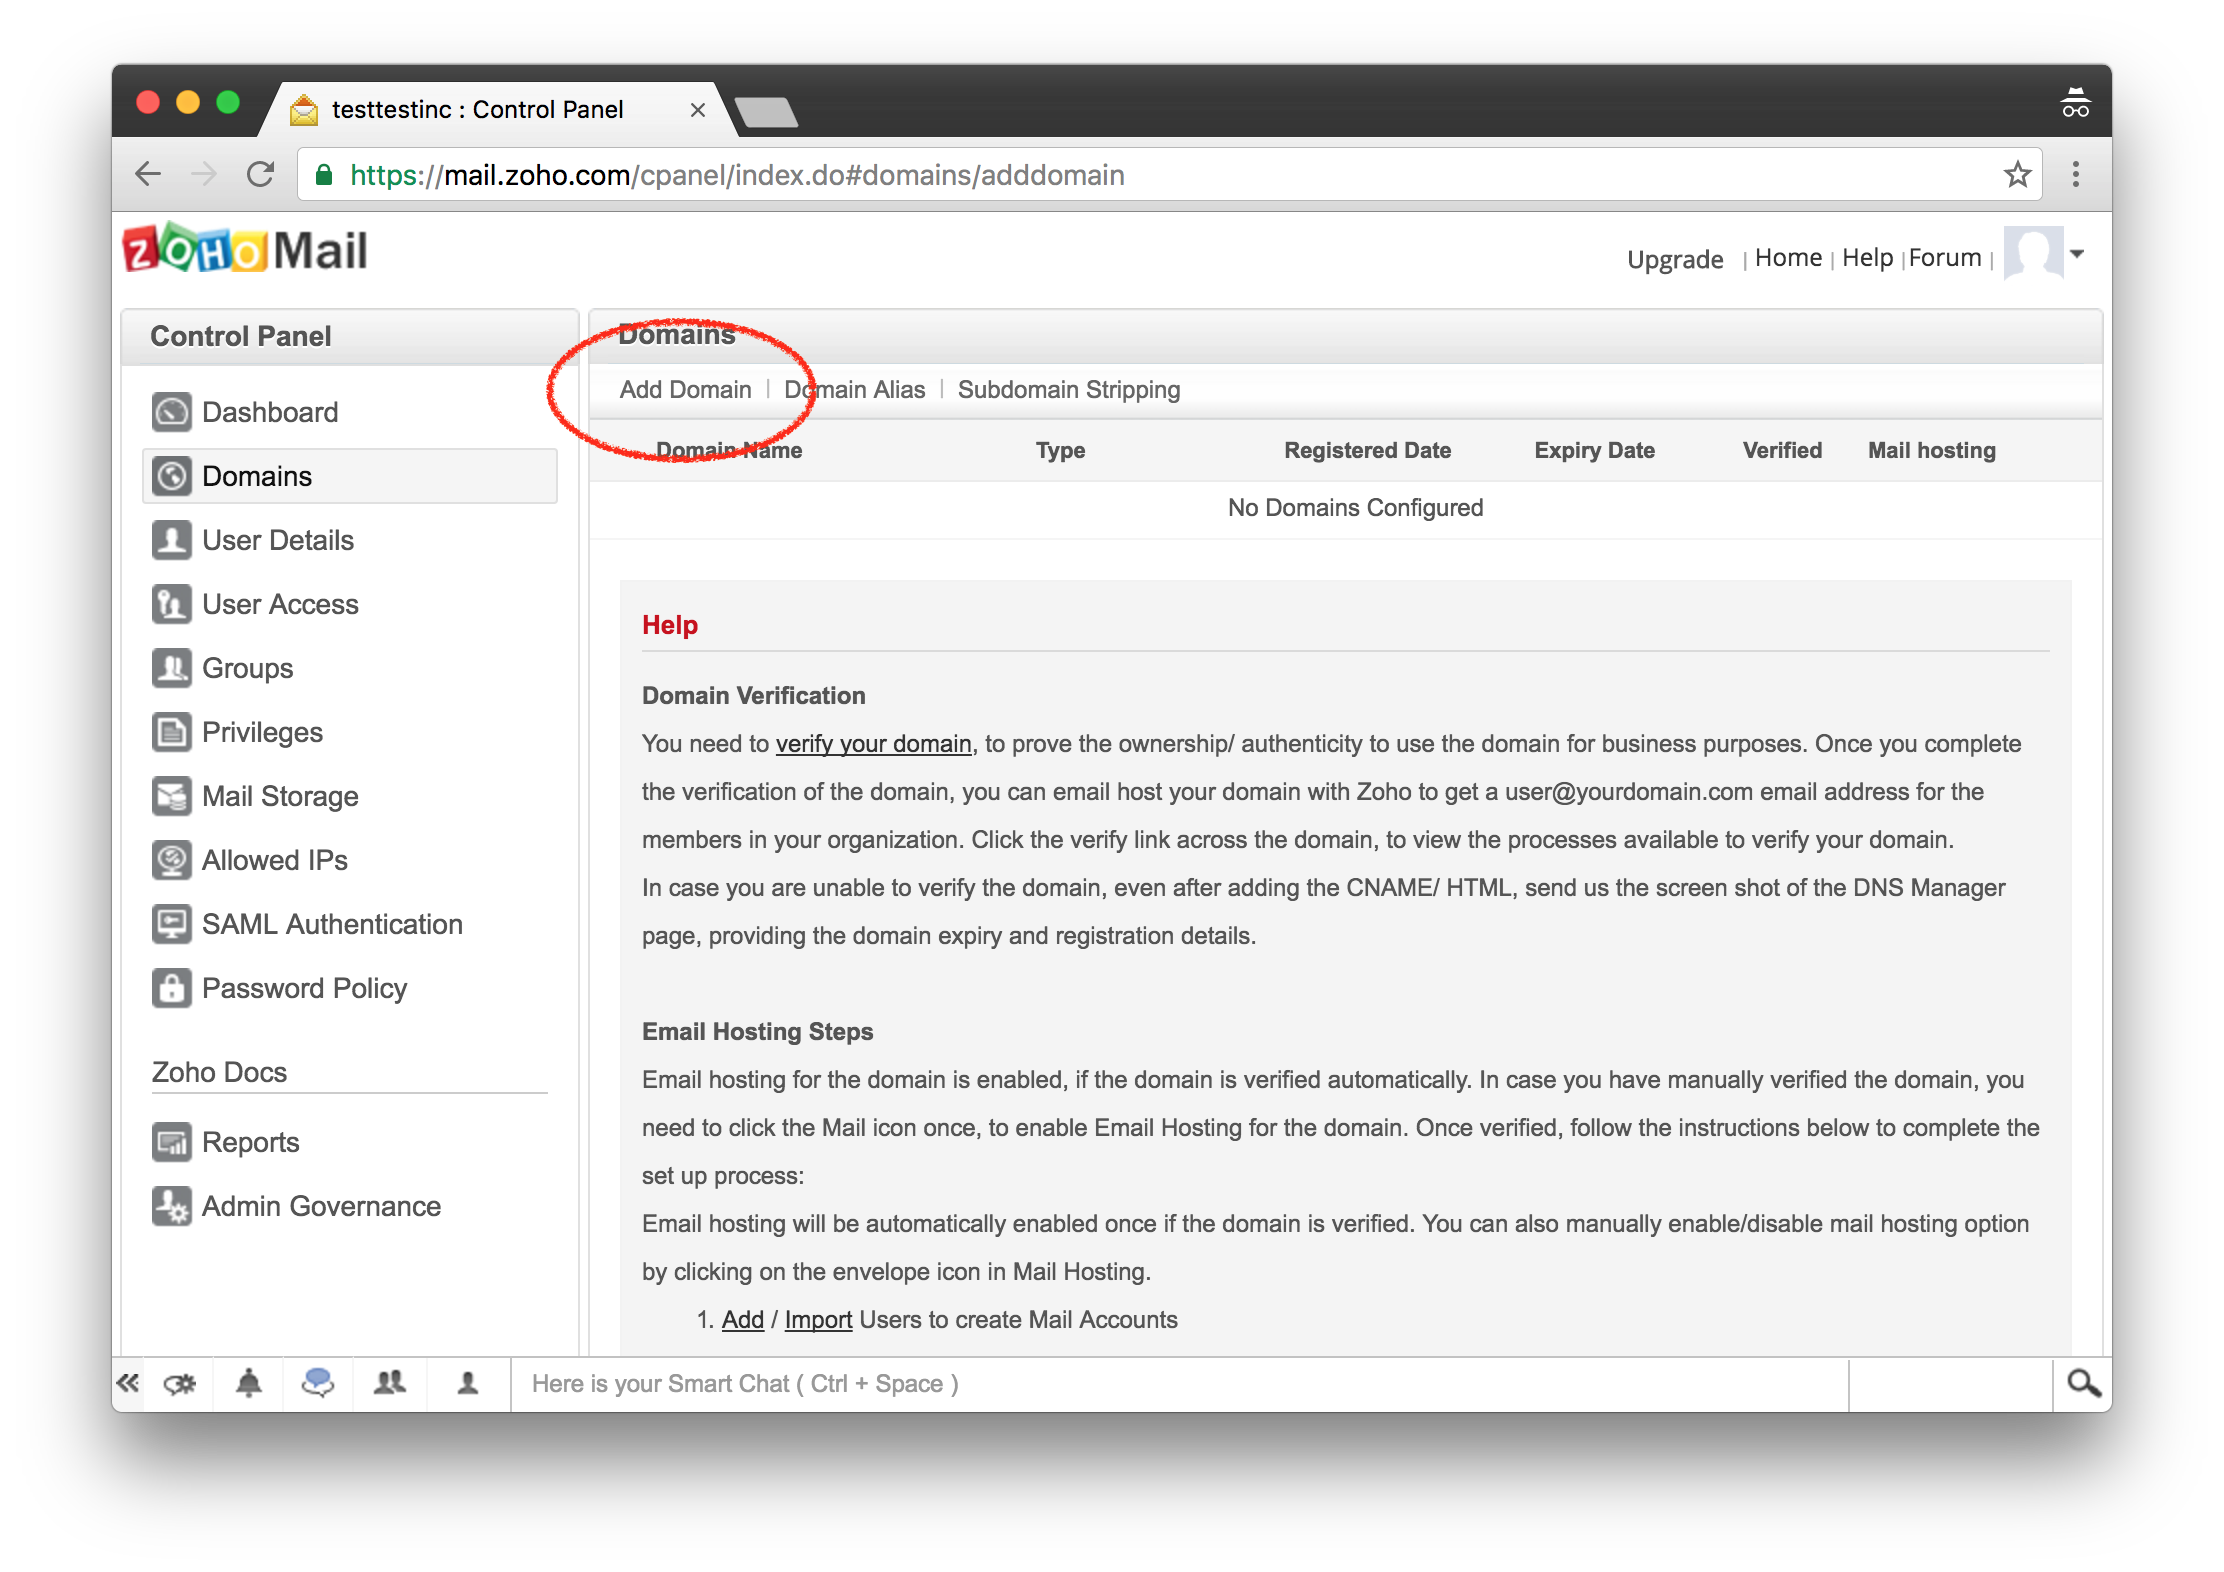 testtestinc : Control Panel
https://mail.zoho.com/cpanel/index.do#domains/adddomain
ZOHO Mail
Upgrade | Home | Help | Forum |
Control Panel
Dashboard
Domains
User Details
User Access
Groups
Privileges
Mail Storage
Allowed IPs
SAML Authentication
Password Policy
Zoho Docs
Reports
Admin Governance
Domains
Add Domain | Domain Alias | Subdomain Stripping
Domain Name Type Registered Date Expiry Date Verified Mail hosting
No Domains Configured
Help
Domain Verification
You need to verify your domain, to prove the ownership/ authenticity to use the domain for business purposes. Once you complete
the verification of the domain, you can email host your domain with Zoho to get a user@yourdomain.com email address for the
members in your organization. Click the verify link across the domain, to view the processes available to verify your domain.
In case you are unable to verify the domain, even after adding the CNAME/ HTML, send us the screen shot of the DNS Manager
page, providing the domain expiry and registration details.
Email Hosting Steps
Email hosting for the domain is enabled, if the domain is verified automatically. In case you have manually verified the domain, you
need to click the Mail icon once, to enable Email Hosting for the domain. Once verified, follow the instructions below to complete the
set up process:
Email hosting will be automatically enabled once if the domain is verified. You can also manually enable/disable mail hosting option
by clicking on the envelope icon in Mail Hosting.
1. Add / Import Users to create Mail Accounts
Here is your Smart Chat ( Ctrl + Space )